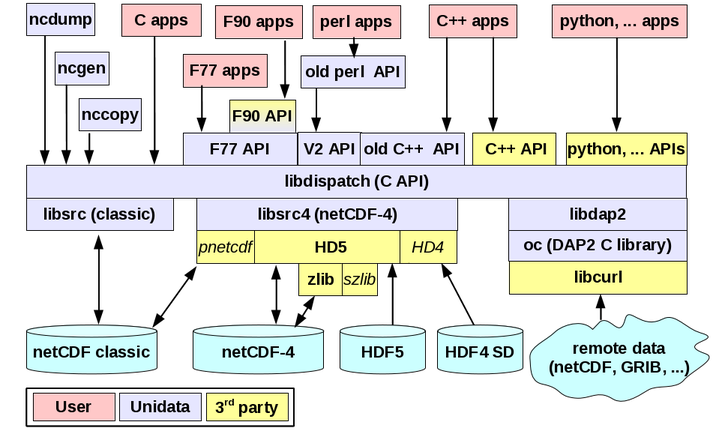 ncdump
C apps
F90 apps
perl apps
C++ apps
python, ... apps
ncgen
F77 apps
old perl API
nccopy
F90 API
F77 API
V2 API
old C++ API
C++ API
python, ... APIs
libdispatch (C API)
libsrc (classic)
libsrc4 (netCDF-4)
libdap2
pnetcdf
HD5
HD4
oc (DAP2 C library)
zlib
szlib
libcurl
netCDF classic
netCDF-4
HDF5
HDF4 SD
remote data
(netCDF, GRIB, ...)
User
Unidata
3rd party